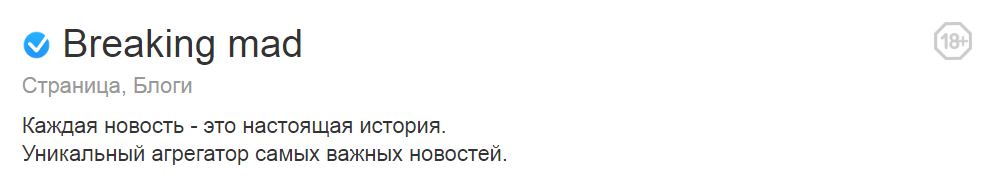 Breaking mad
18+
Страница, Блоги
Каждая новость - это настоящая история.
Уникальный агрегатор самых важных новостей.